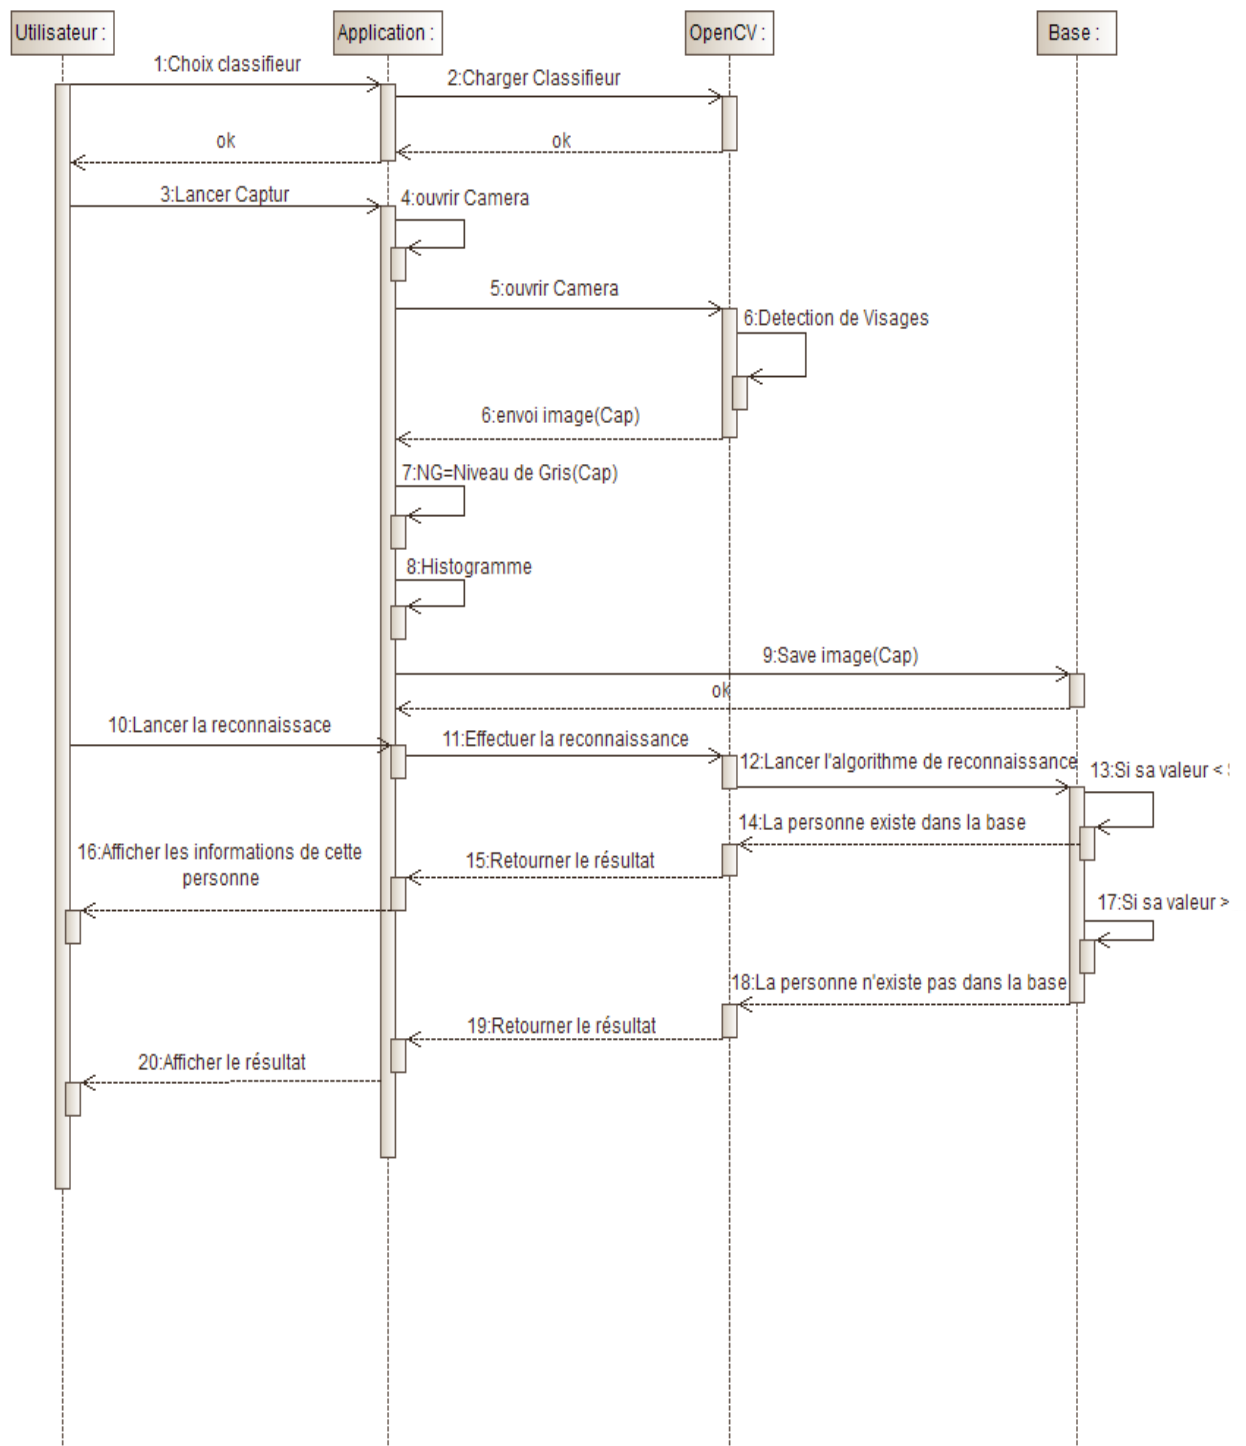 Utilisateur :
Application :
OpenCV :
Base :
1:Choix classifieur
2:Charger Classifieur
ok
ok
3:Lancer Captur
4:ouvrir Camera
5:ouvrir Camera
6:Detection de Visages
6:envoi image(Cap)
7:NG=Niveau de Gris(Cap)
8:Histogramme
9:Save image(Cap)
ok
10:Lancer la reconnaissace
11:Effectuer la reconnaissance
12:Lancer l'algorithme de reconnaissance
13:Si sa valeur <
14:La personne existe dans la base
15:Retourner le résultat
16:Afficher les informations de cette
personne
17:Si sa valeur >
18:La personne n'existe pas dans la base
19:Retourner le résultat
20:Afficher le résultat